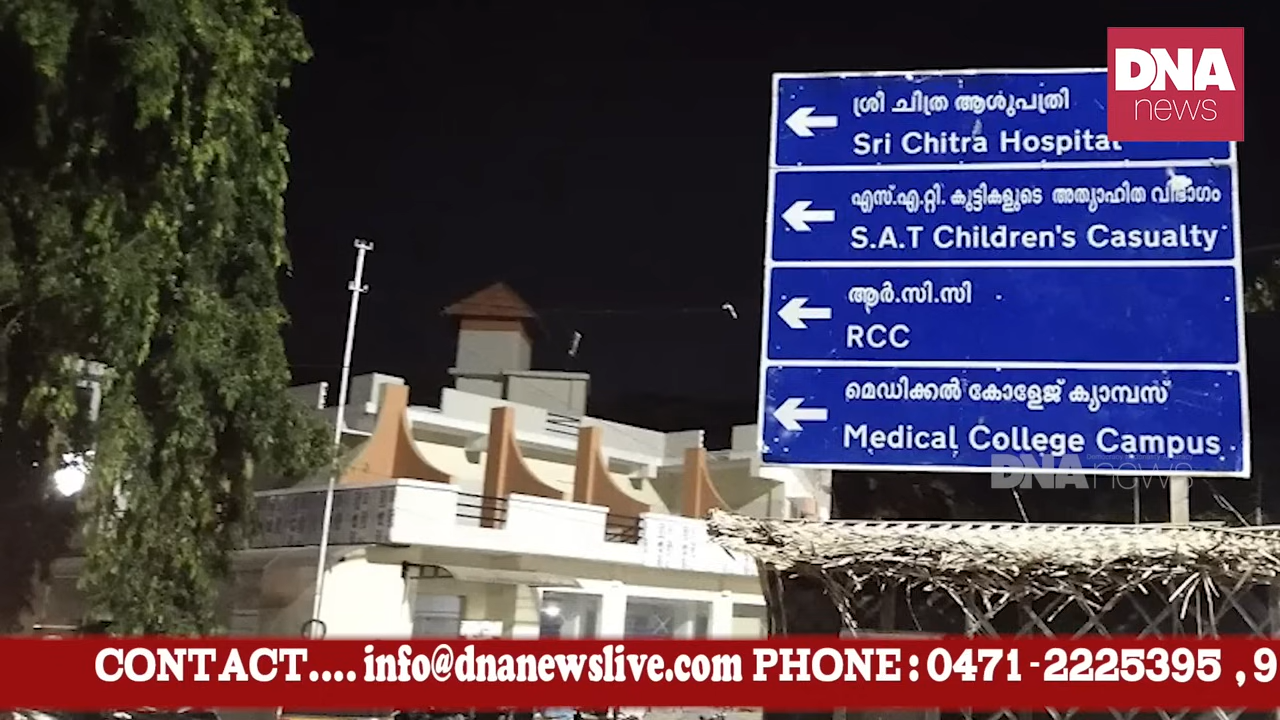 DNA
news
ശ്രീ ചിത്ര ആശുപത്രി
Sri Chitra Hospital
എസ്.എ.റ്റി. കുട്ടികളുടെ അത്യാഹിത വിഭാഗം
S.A.T Children's Casualty
ആർ.സി.സി
RCC
മെഡിക്കൽ കോളേജ് ക്യാമ്പസ്
Medical College Campus
DNA news
CONTACT.... info@dnanewslive.com PHONE : 0471 -2225395 , 9